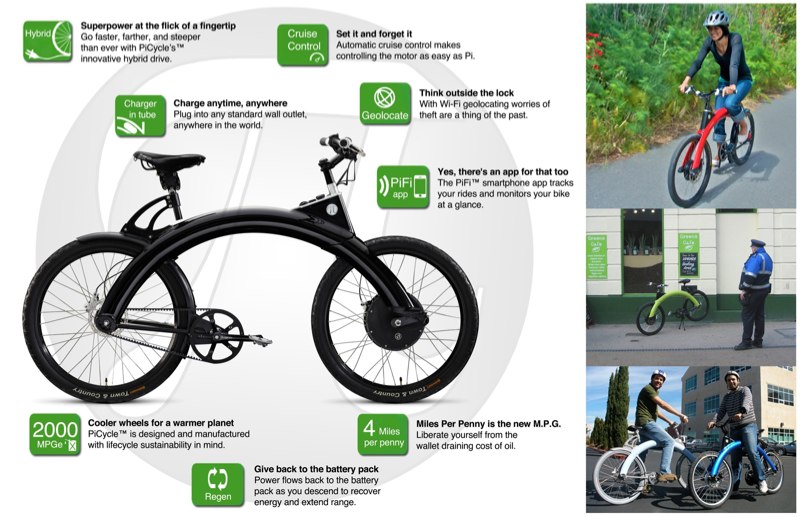 Hybrid
Superpower at the flick of a fingertip
Go faster, farther, and steeper
than ever with PiCycle's™
innovative hybrid drive.
Cruise
Control
Set it and forget it
Automatic cruise control makes
controlling the motor as easy as Pi.
Charger
in tube
Charge anytime, anywhere
Plug into any standard wall outlet,
anywhere in the world.
Geolocate
Think outside the lock
With Wi-Fi geolocating worries of
theft are a thing of the past.
PiFi
app
Yes, there's an app for that too
The PiFi™ smartphone app tracks
your rides and monitors your bike
at a glance.
Town & Country
Town & Country
2000
MPGe
Cooler wheels for a warmer planet
PiCycle™ is designed and manufactured
with lifecycle sustainability in mind.
4 Miles
per penny
Miles Per Penny is the new M.P.G.
Liberate yourself from the
wallet draining cost of oil.
Regen
Give back to the battery pack
Power flows back to the battery
pack as you descend to recover
energy and extend range.